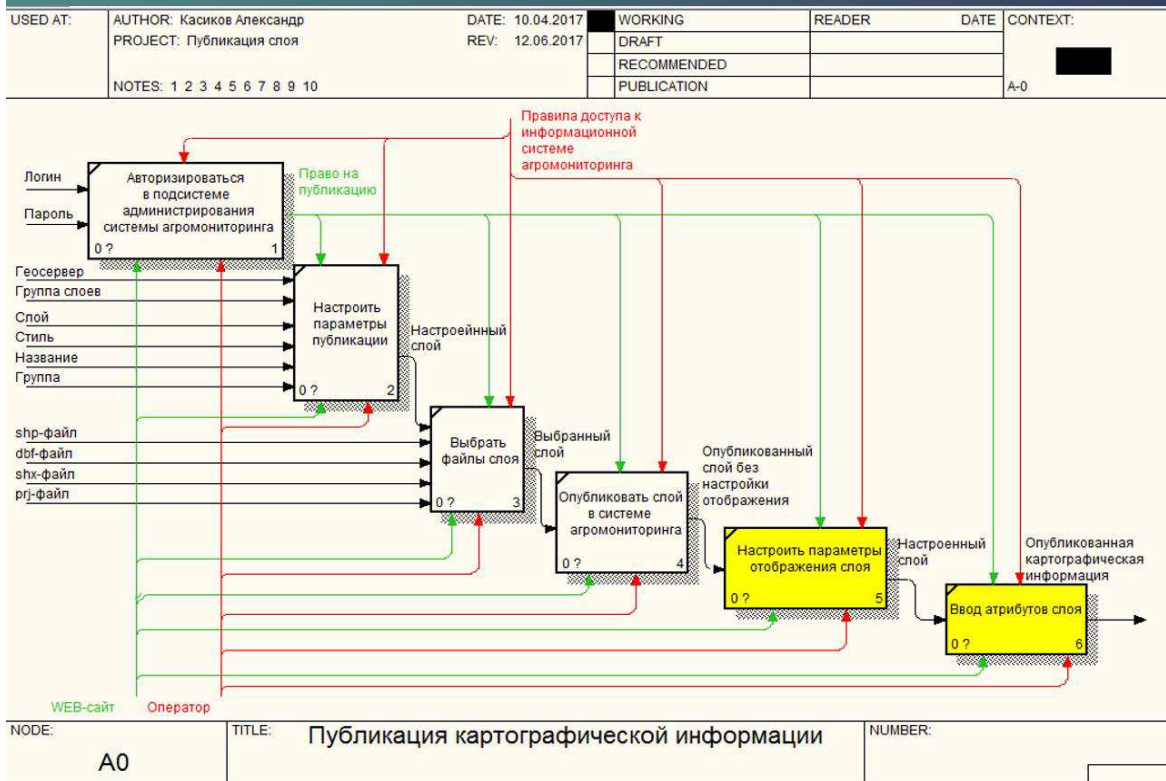 USED AT:
AUTHOR: Касиков Александр
DATE: 10.04.2017
WORKING
READER
DATE
CONTEXT:
PROJECT: Публикация слоя
REV: 12.06.2017
DRAFT
RECOMMENDED
NOTES: 1 2 3 4 5 6 7 8 9 10
PUBLICATION
A-0
Правила доступа к
информационной
системе
агромониторинга
Логин
Пароль
Авторизироваться
в подсистеме
администрирования
системы агромониторинга
0 ?
1
Право на
публикацию
Геосервер
Группа слоев
Слой
Стиль
Название
Группа
Настроить
параметры
публикации
0 ?
2
Настроейнный
слой
shp-файл
dbf-файл
shx-файл
prj-файл
Выбрать
файлы слоя
0 ?
3
Выбранный
слой
Опубликовать слой
в системе
агромониторинга
0 ?
4
Опубликованный
слой без
настройки
отображения
Настроить параметры
отображения слоя
0 ?
5
Настроенный
слой
Ввод атрибутов слоя
0 ?
6
Опубликованная
картографическая
информация
WEB-сайт
Оператор
NODE:
A0
TITLE:
Публикация картографической информации
NUMBER: